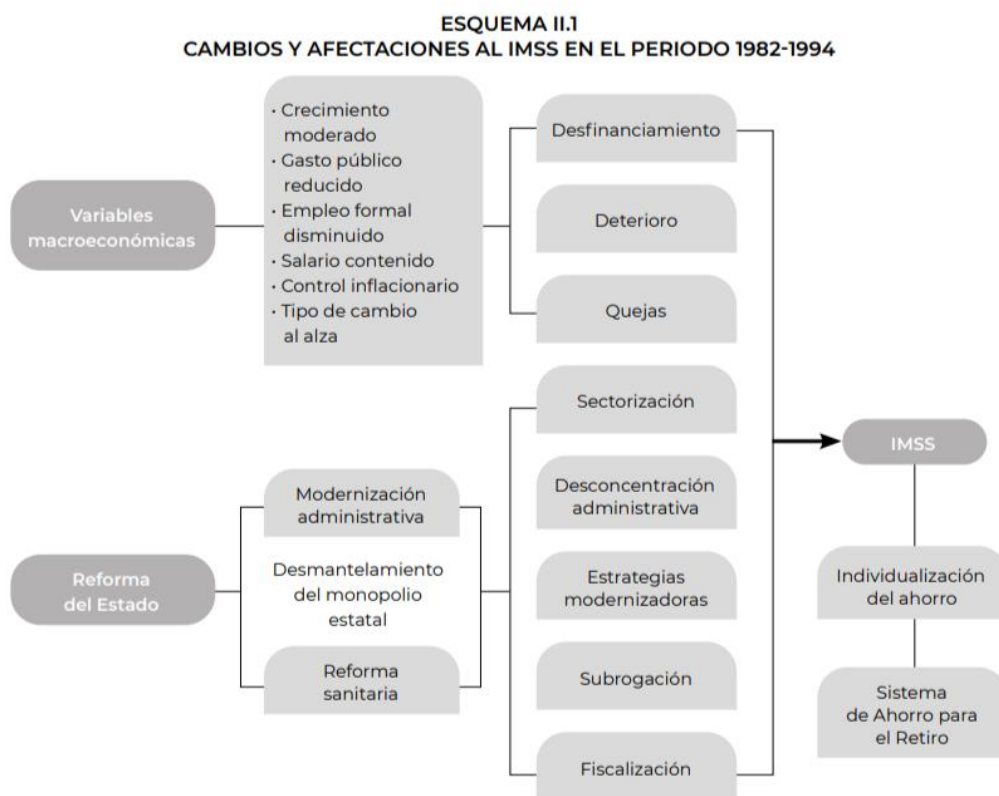 ESQUEMA II.1
CAMBIOS Y AFECTACIONES AL IMSS EN EL PERIODO 1982-1994
Variables
macroeconómicas
· Crecimiento
moderado
· Gasto público
reducido
· Empleo formal
disminuido
· Salario contenido
· Control inflacionario
· Tipo de cambio
al alza
Desfinanciamiento
Deterioro
Quejas
Reforma
del Estado
Modernización
administrativa
Desmantelamiento
del monopolio
estatal
Reforma
sanitaria
Sectorización
Desconcentración
administrativa
Estrategias
modernizadoras
Subrogación
Fiscalización
IMSS
Individualización
del ahorro
Sistema
de Ahorro para
el Retiro